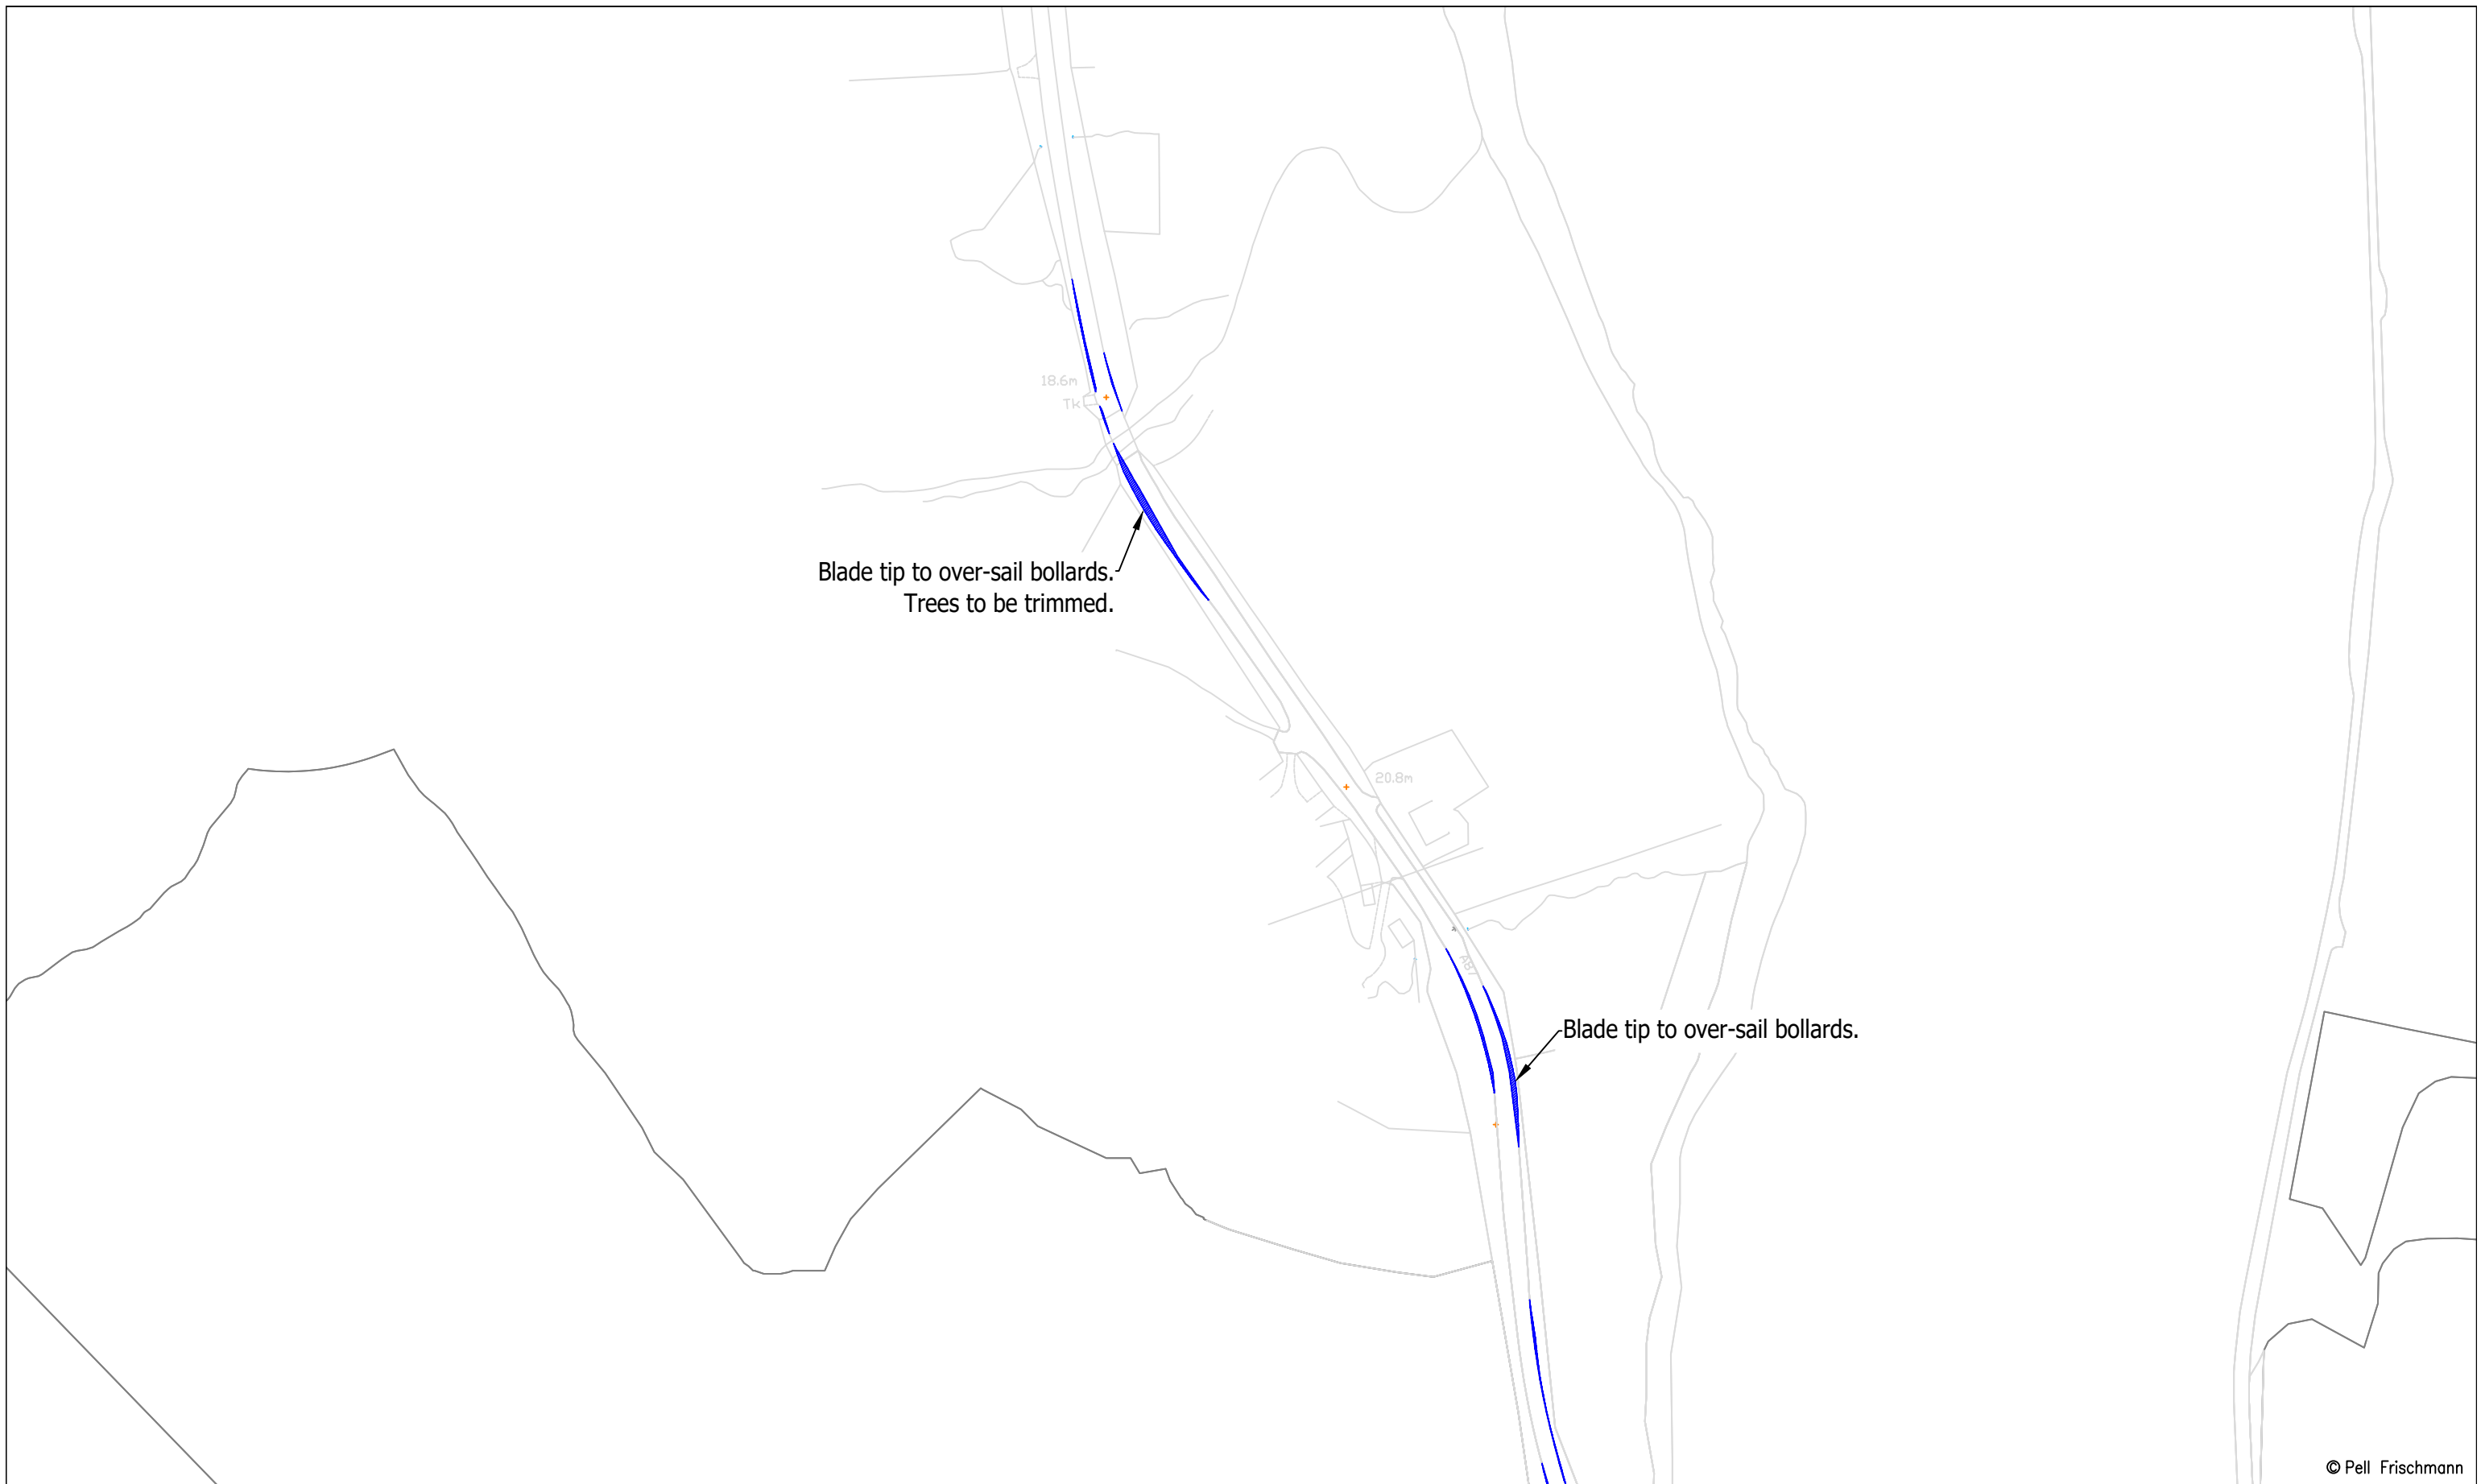 18.6m
Tk
Blade tip to over-sail bollards.
Trees to be trimmed.
20.8m
A87
Blade tip to over-sail bollards.
© Pell Frischmann